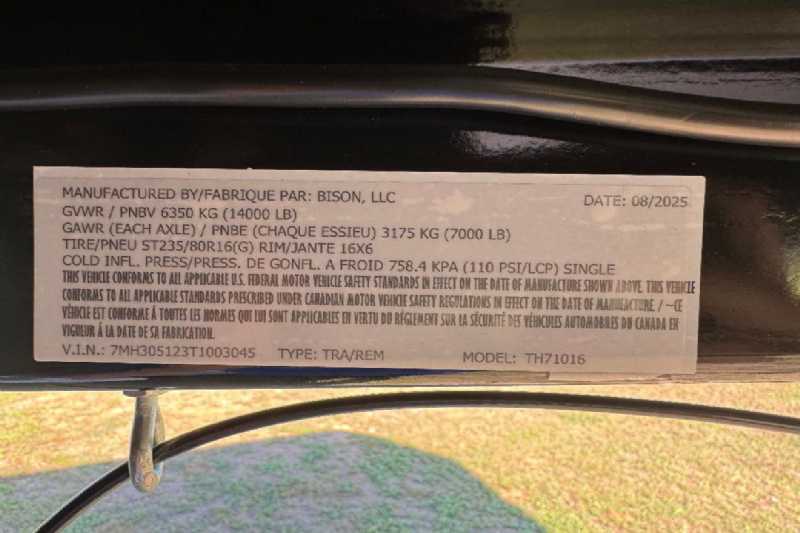 MANUFACTURED BY/FABRIQUE PAR: BISON, LLC DATE: 08/2025
GVWR / PNBV 6350 KG (14000 LB)
GAWR (EACH AXLE) / PNBE (CHAQUE ESSIEU) 3175 KG (7000 LB)
TIRE/PNEU ST235/80R16(G) RIM/JANTE 16X6
COLD INFL. PRESS/PRESS. DE GONFL. A FROID 758.4 KPA (110 PSI/LCP) SINGLE
THIS VEHICLE CONFORMS TO ALL APPLICABLE U.S. FEDERAL MOTOR VEHICLE SAFETY STANDARDS IN EFFECT ON THE DATE OF MANUFACTURE SHOWN ABOVE. THIS VEHICLE
CONFORMS TO ALL APPLICABLE STANDARDS PRESCRIBED UNDER CANADIAN MOTOR VEHICLE SAFETY REGULATIONS IN EFFECT ON THE DATE OF MANUFACTURE. / -CE
VÉHICLE EST CONFORME À TOUTES LES NORMES QUI LUI SONT APPLICABLES EN VERTU DU RÈGLEMENT SUR LA SÉCURITÉ DES VÉHICULES AUTOMOBILES DU CANADA EN
VIGUEUR À LA DATE DE SA FABRICATION.
V.I.N.: 7MH305123T1003045 TYPE: TRA/REM MODEL: TH71016